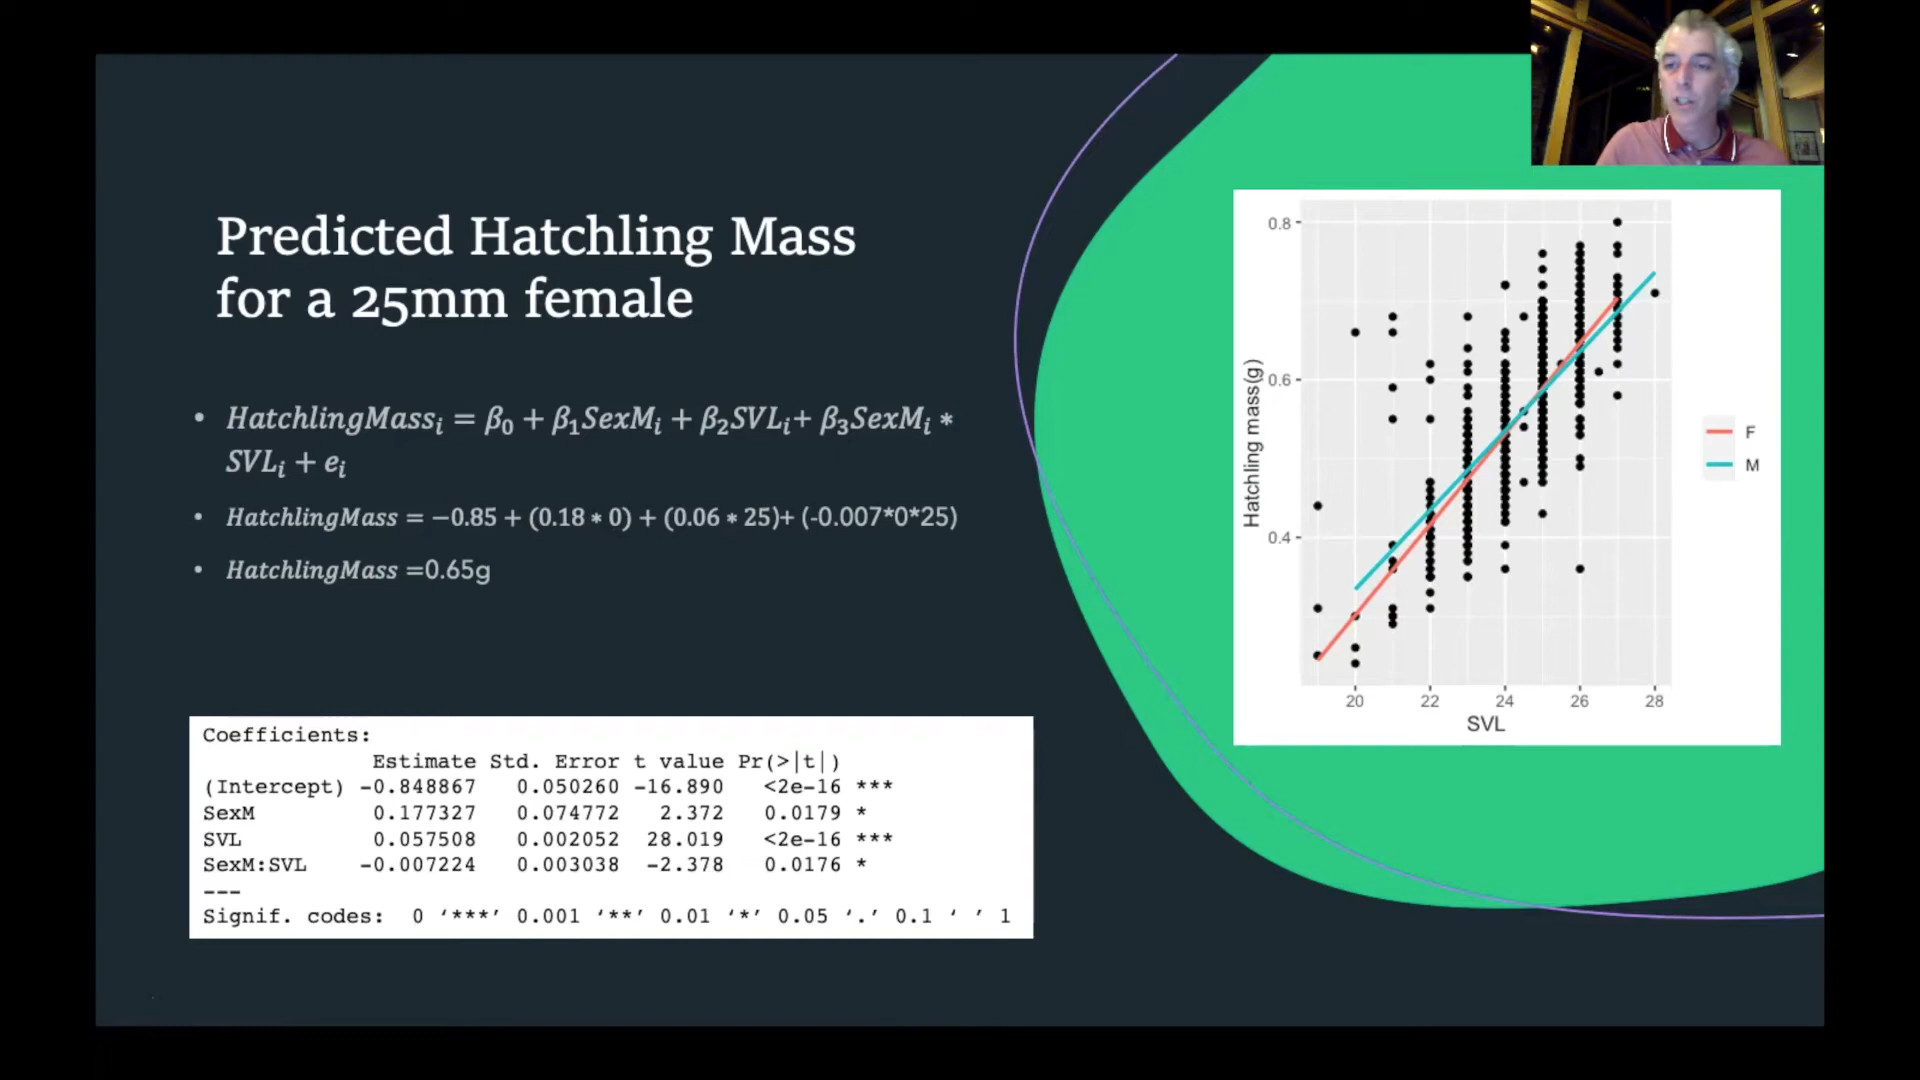 Predicted Hatchling Mass
for a 25mm female
• HatchlingMassᵢ = β₀ + β₁SexMᵢ + β₂SVLᵢ+ β₃SexMᵢ *
SVLᵢ + eᵢ
• HatchlingMass = −0.85 + (0.18 * 0) + (0.06 * 25)+ (-0.007*0*25)
• HatchlingMass =0.65g
Coefficients:
Estimate Std. Error t value Pr(>|t|)
(Intercept) -0.848867 0.050260 -16.890 <2e-16 ***
SexM 0.177327 0.074772 2.372 0.0179 *
SVL 0.057508 0.002052 28.019 <2e-16 ***
SexM:SVL -0.007224 0.003038 -2.378 0.0176 *
---
Signif. codes: 0 ‘***’ 0.001 ‘**’ 0.01 ‘*’ 0.05 ‘.’ 0.1 ‘ ’ 1
Hatchling mass(g)
0.8
0.6
0.4
20 22 24 26 28
SVL
F
M